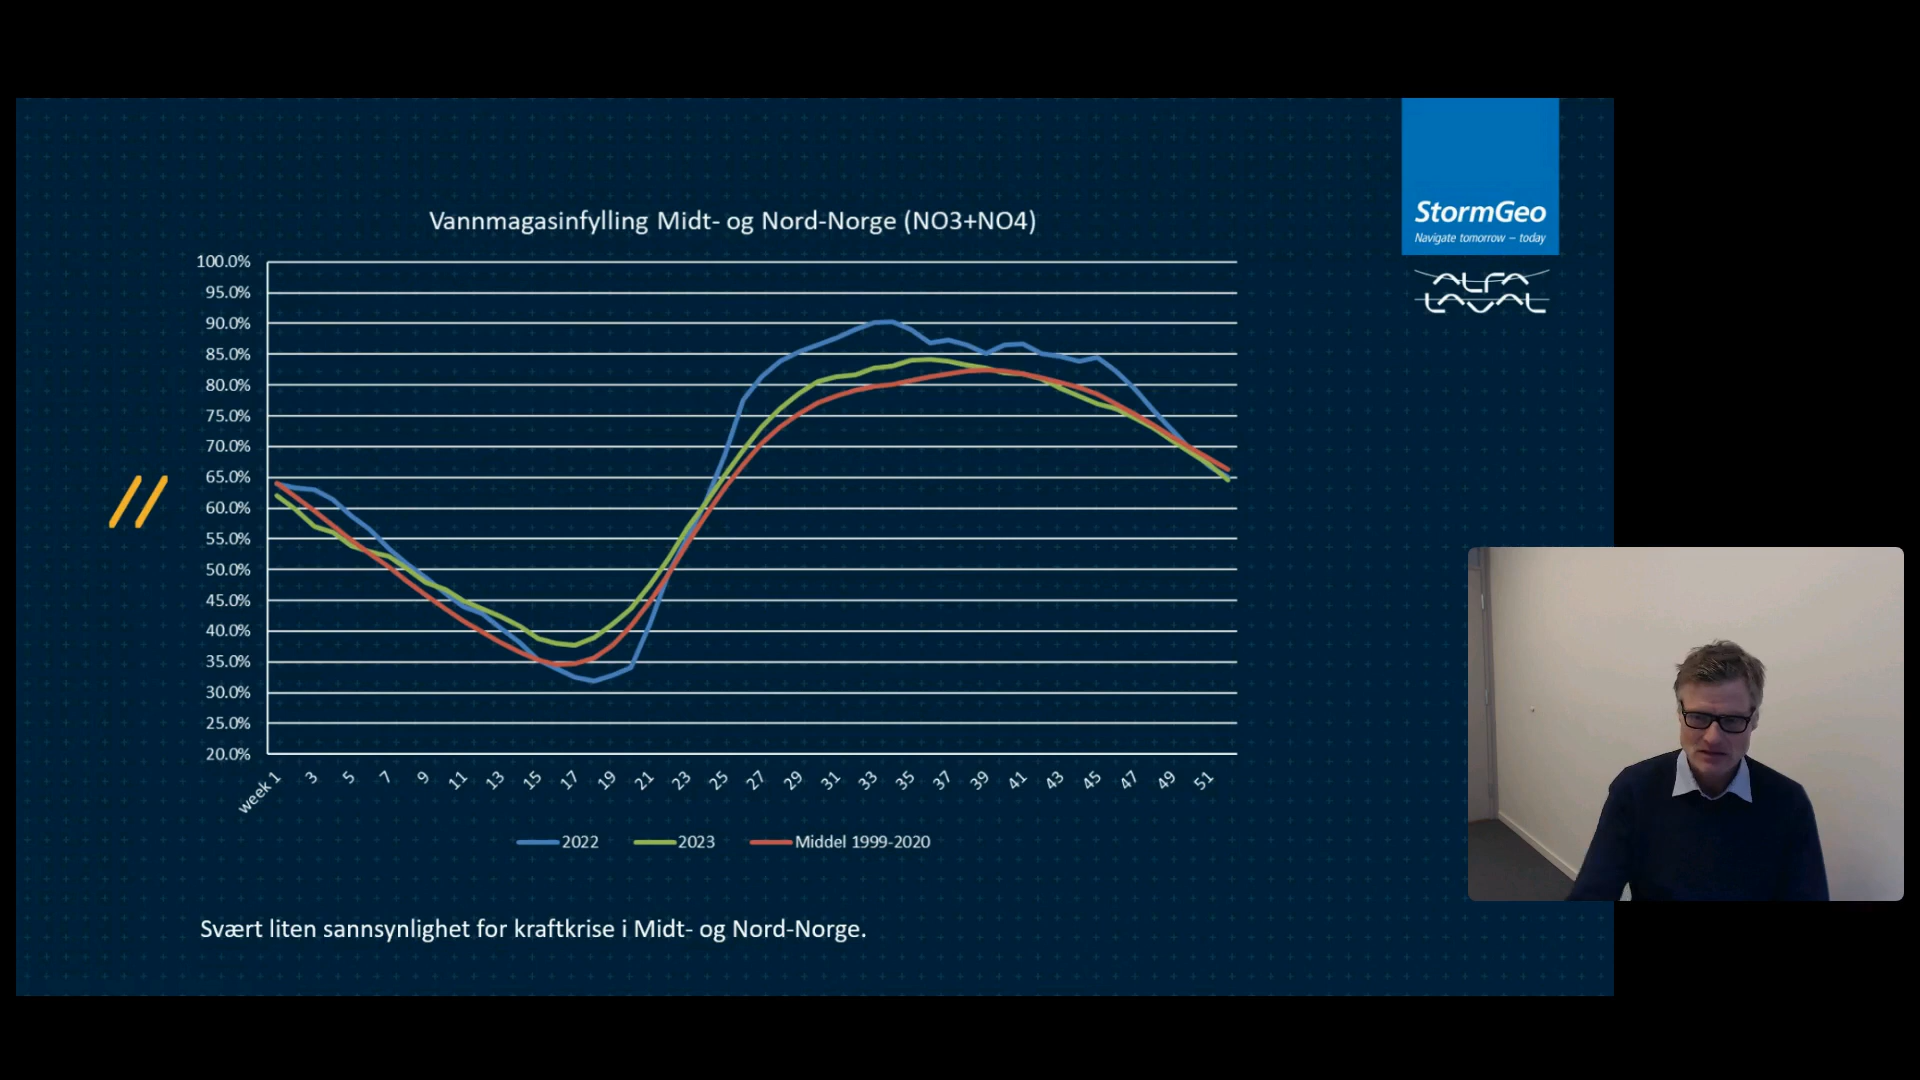 StormGeo
Navigate tomorrow – today
ALFA
LAVAL
Vannmagasinfylling Midt- og Nord-Norge (NO3+NO4)
100.0%
95.0%
90.0%
85.0%
80.0%
75.0%
70.0%
65.0%
60.0%
55.0%
50.0%
45.0%
40.0%
35.0%
30.0%
25.0%
20.0%
week 1 3 5 7 9 11 13 15 17 19 21 23 25 27 29 31 33 35 37 39 41 43 45 47 49 51
2022 2023 Middel 1999-2020
Svært liten sannsynlighet for kraftkrise i Midt- og Nord-Norge.